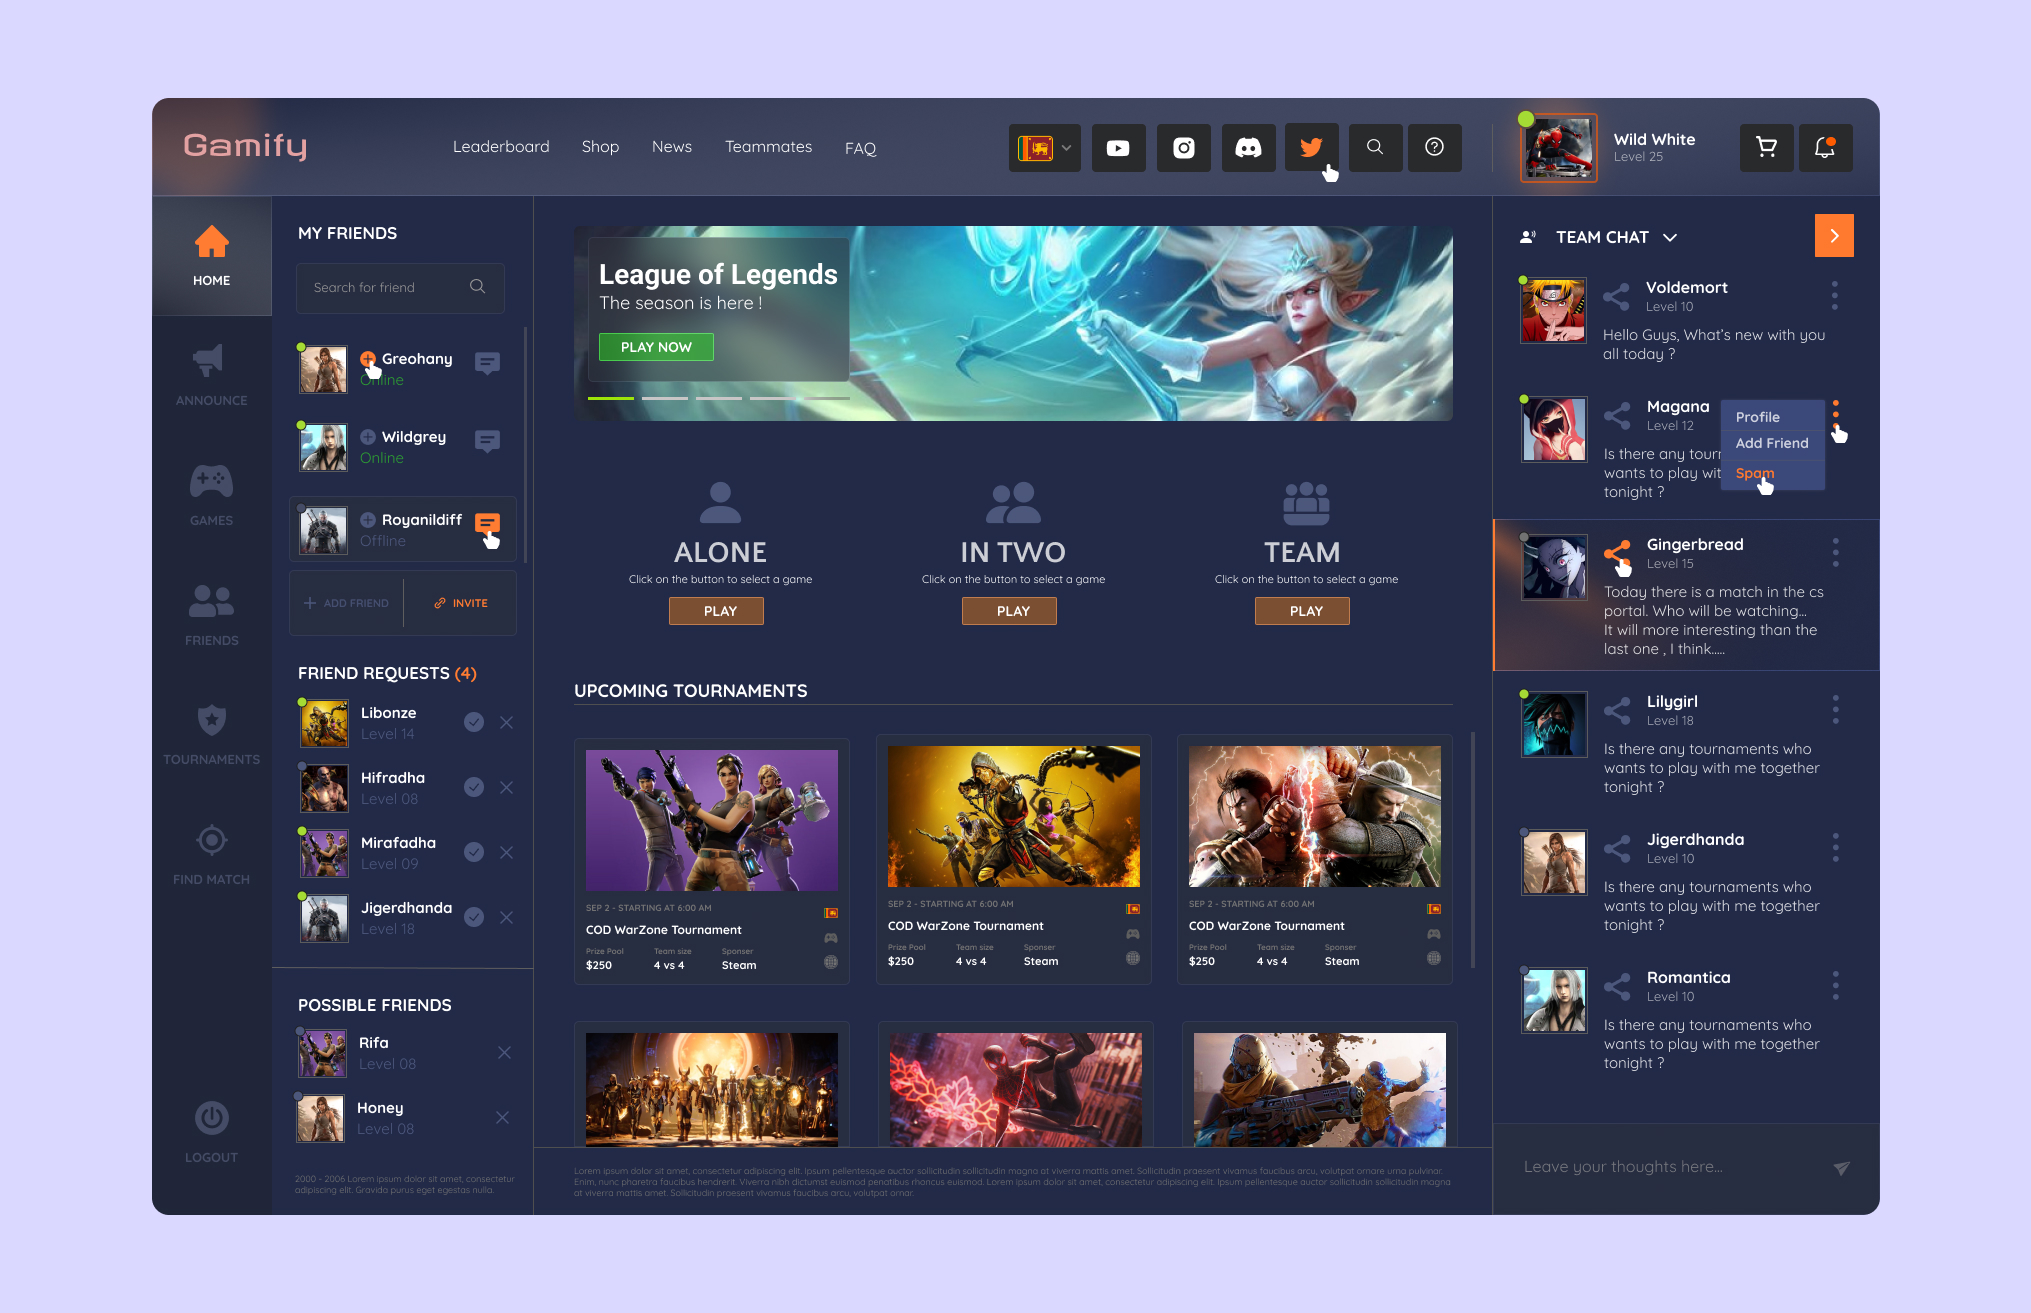 Gamify
Leaderboard
Shop
News
Teammates
FAQ
Wild White
Level 25
HOME
ANNOUNCE
GAMES
FRIENDS
TOURNAMENTS
FIND MATCH
LOGOUT
MY FRIENDS
Search for friend
Greohany
Online
Wildgrey
Online
Royanildiff
Offline
ADD FRIEND
INVITE
FRIEND REQUESTS (4)
Libonze
Level 14
Hifradha
Level 08
Mirafadha
Level 09
Jigerdhanda
Level 18
POSSIBLE FRIENDS
Rifa
Level 08
Honey
Level 08
2000 - 2006 Lorem ipsum dolor sit amet, consectetur
adipiscing elit. Gravida purus eget egestas nulla.
League of Legends
The season is here !
PLAY NOW
ALONE
Click on the button to select a game
PLAY
IN TWO
Click on the button to select a game
PLAY
TEAM
Click on the button to select a game
PLAY
UPCOMING TOURNAMENTS
SEP 2 - STARTING AT 6:00 AM
COD WarZone Tournament
Prize Pool
Team size
Sponser
$250
4 vs 4
Steam
SEP 2 - STARTING AT 6:00 AM
COD WarZone Tournament
Prize Pool
Team size
Sponser
$250
4 vs 4
Steam
SEP 2 - STARTING AT 6:00 AM
COD WarZone Tournament
Prize Pool
Team size
Sponser
$250
4 vs 4
Steam
Lorem ipsum dolor sit amet, consectetur adipiscing elit. Ipsum pellentesque auctor sollicitudin sollicitudin magna at viverra mattis amet. Sollicitudin praesent vivamus faucibus arcu, volutpat ornare urna pulvinar.
Enim, nunc pharetra faucibus hendrerit. Viverra nibh dictumst euismod penatibus rhoncus euismod. Lorem ipsum dolor sit amet, consectetur adipiscing elit. Ipsum pellentesque auctor sollicitudin sollicitudin magna
at viverra mattis amet. Sollicitudin praesent vivamus faucibus arcu, volutpat ornar.
TEAM CHAT
Voldemort
Level 10
Hello Guys, What's new with you
all today ?
Magana
Level 12
Is there any tour
wants to play wit
tonight ?
Profile
Add Friend
Spam
Gingerbread
Level 15
Today there is a match in the cs
portal. Who will be watching...
It will more interesting than the
last one , I think.....
Lilygirl
Level 18
Is there any tournaments who
wants to play with me together
tonight ?
Jigerdhanda
Level 10
Is there any tournaments who
wants to play with me together
tonight ?
Romantica
Level 10
Is there any tournaments who
wants to play with me together
tonight ?
Leave your thoughts here...